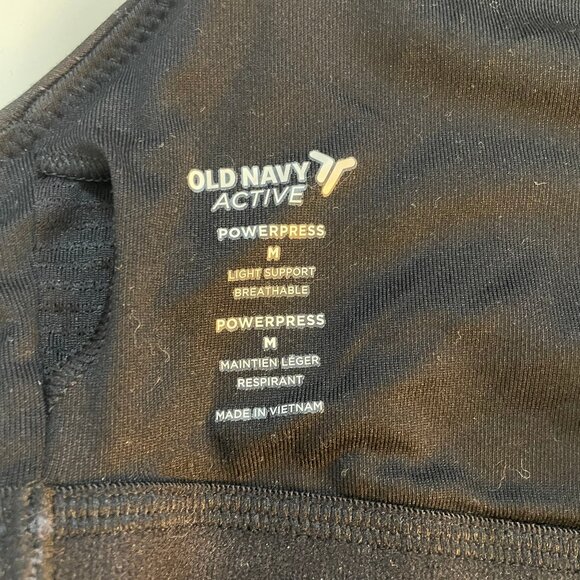 OLD NAVY
ACTIVE
POWERPRESS
M
LIGHT SUPPORT
BREATHABLE
POWERPRESS
M
MAINTIEN LÉGER
RESPIRANT
MADE IN VIETNAM